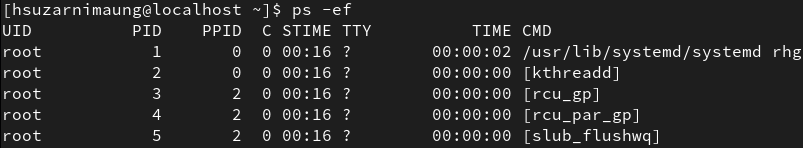 [hsuzarnimaung@localhost ~]$ ps -ef
UID          PID    PPID  C STIME TTY          TIME CMD
root           1       0  0 00:16 ?        00:00:02 /usr/lib/systemd/systemd rhg
root           2       0  0 00:16 ?        00:00:00 [kthreadd]
root           3       2  0 00:16 ?        00:00:00 [rcu_gp]
root           4       2  0 00:16 ?        00:00:00 [rcu_par_gp]
root           5       2  0 00:16 ?        00:00:00 [slub_flushwq]